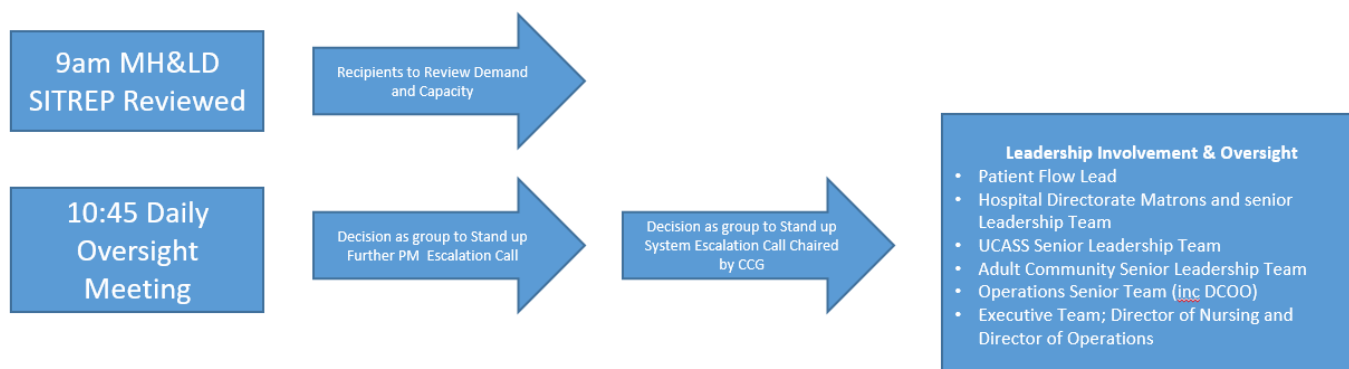 9am MH&LD
SITREP Reviewed
Recipients to Review Demand
and Capacity
10:45 Daily
Oversight
Meeting
Decision as group to Stand up
Further PM  Escalation Call
Decision as group to Stand up
System Escalation Call Chaired
by CCG
Leadership Involvement & Oversight
• Patient Flow Lead
• Hospital Directorate Matrons and senior
Leadership Team
• UCASS Senior Leadership Team
• Adult Community Senior Leadership Team
• Operations Senior Team (inc DCOO)
• Executive Team; Director of Nursing and
Director of Operations